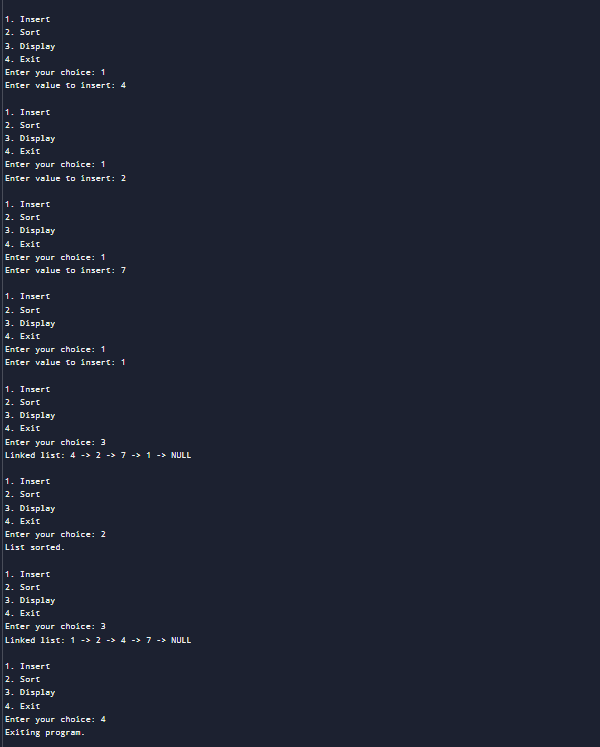 1. Insert
2. Sort
3. Display
4. Exit
Enter your choice: 1
Enter value to insert: 4

1. Insert
2. Sort
3. Display
4. Exit
Enter your choice: 1
Enter value to insert: 2

1. Insert
2. Sort
3. Display
4. Exit
Enter your choice: 1
Enter value to insert: 7

1. Insert
2. Sort
3. Display
4. Exit
Enter your choice: 1
Enter value to insert: 1

1. Insert
2. Sort
3. Display
4. Exit
Enter your choice: 3
Linked list: 4 -> 2 -> 7 -> 1 -> NULL

1. Insert
2. Sort
3. Display
4. Exit
Enter your choice: 2
List sorted.

1. Insert
2. Sort
3. Display
4. Exit
Enter your choice: 3
Linked list: 1 -> 2 -> 4 -> 7 -> NULL

1. Insert
2. Sort
3. Display
4. Exit
Enter your choice: 4
Exiting program.